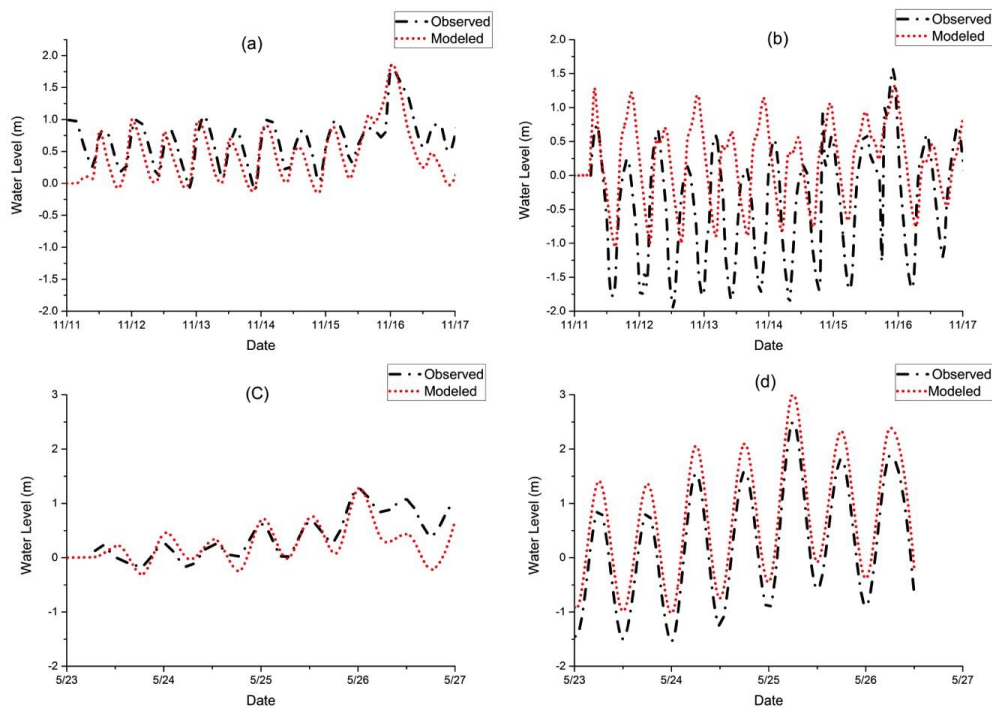 Observed
Modeled
(a)
2.0
1.5
1.0
0.5
0.0
-0.5
-1.0
-1.5
-2.0
Water Level (m)
11/11 11/12 11/13 11/14 11/15 11/16 11/17
Date
Observed
Modeled
(b)
2.0
1.5
1.0
0.5
0.0
-0.5
-1.0
-1.5
-2.0
Water Level (m)
11/11 11/12 11/13 11/14 11/15 11/16 11/17
Date
Observed
Modeled
(C)
3
2
1
0
-1
-2
Water Level (m)
5/23 5/24 5/25 5/26 5/27
Date
Observed
Modeled
(d)
3
2
1
0
-1
-2
Water Level (m)
5/23 5/24 5/25 5/26 5/27
Date